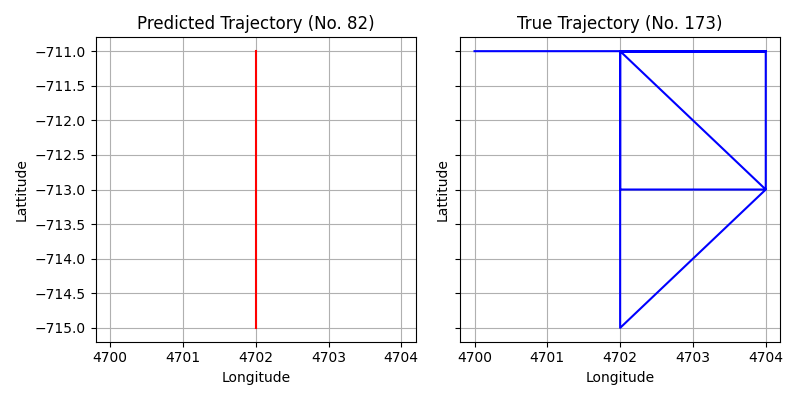 Predicted Trajectory (No. 82)
−711.0
−711.5
−712.0
−712.5
−713.0
−713.5
−714.0
−714.5
−715.0
Lattitude
4700 4701 4702 4703 4704
Longitude
True Trajectory (No. 173)
Lattitude
4700 4701 4702 4703 4704
Longitude